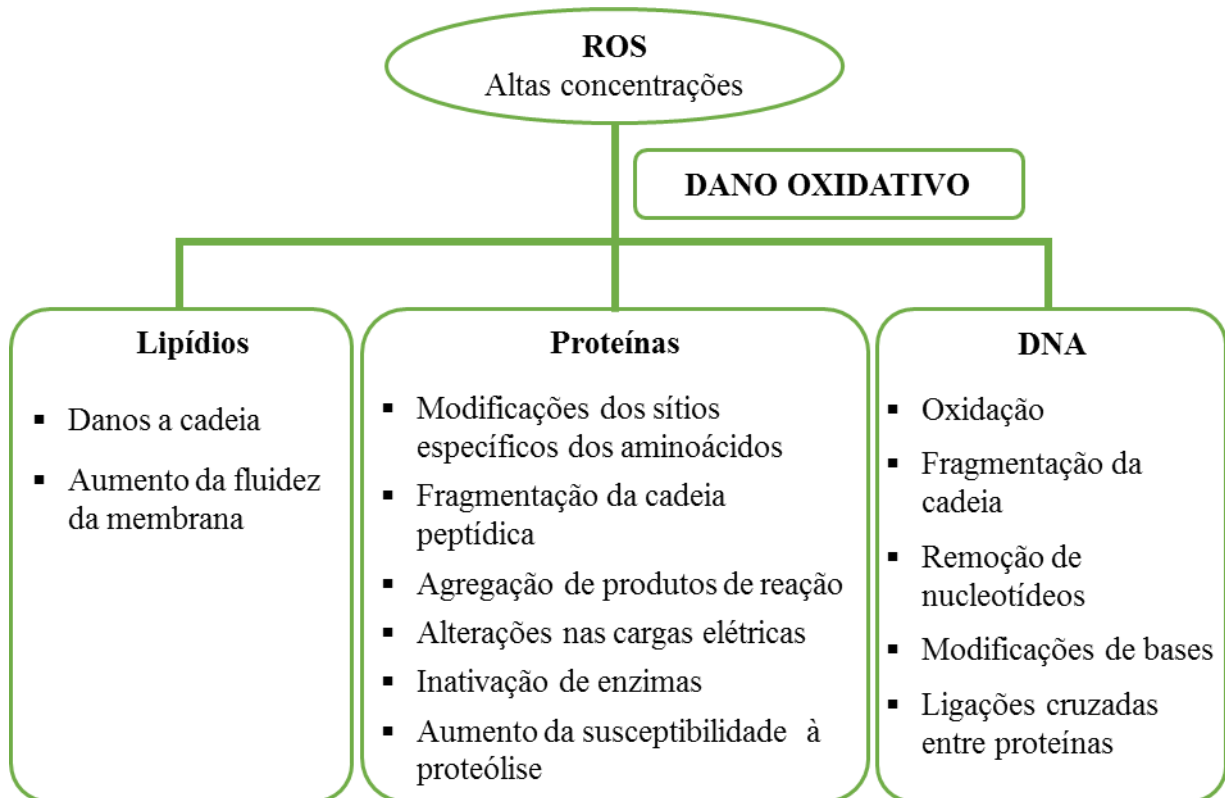 ROS
Altas concentrações
DANO OXIDATIVO
Lipídios
▪ Danos a cadeia
▪ Aumento da fluidez
da membrana
Proteínas
▪ Modificações dos sítios
específicos dos aminoácidos
▪ Fragmentação da cadeia
peptídica
▪ Agregação de produtos de reação
▪ Alterações nas cargas elétricas
▪ Inativação de enzimas
▪ Aumento da susceptibilidade à
proteólise
DNA
▪ Oxidação
▪ Fragmentação da
cadeia
▪ Remoção de
nucleotídeos
▪ Modificações de bases
▪ Ligações cruzadas
entre proteínas